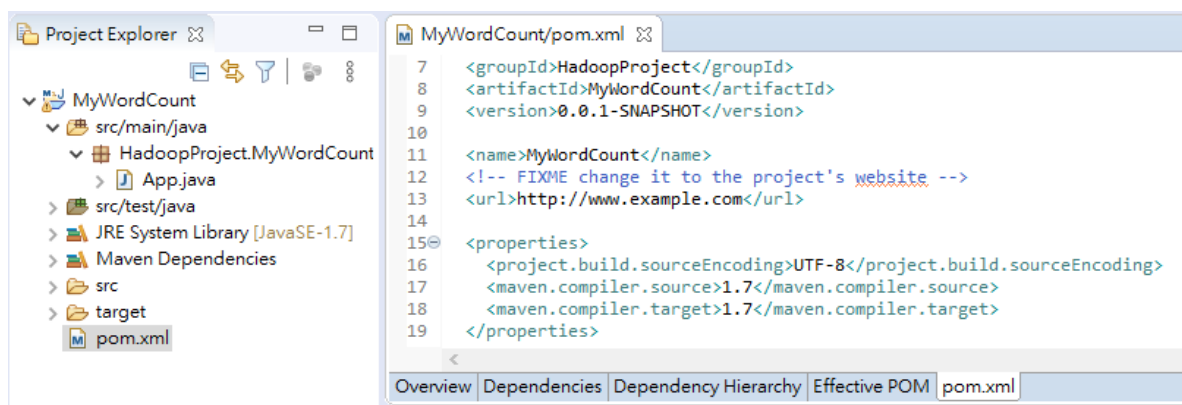 Project Explorer
MyWordCount
src/main/java
HadoopProject.MyWordCount
App.java
src/test/java
JRE System Library [JavaSE-1.7]
Maven Dependencies
src
target
pom.xml
MyWordCount/pom.xml
7 <groupId>HadoopProject</groupId>
8 <artifactId>MyWordCount</artifactId>
9 <version>0.0.1-SNAPSHOT</version>
10
11 <name>MyWordCount</name>
12 <!-- FIXME change it to the project's website -->
13 <url>http://www.example.com</url>
14
15 <properties>
16 <project.build.sourceEncoding>UTF-8</project.build.sourceEncoding>
17 <maven.compiler.source>1.7</maven.compiler.source>
18 <maven.compiler.target>1.7</maven.compiler.target>
19 </properties>
Overview Dependencies Dependency Hierarchy Effective POM pom.xml